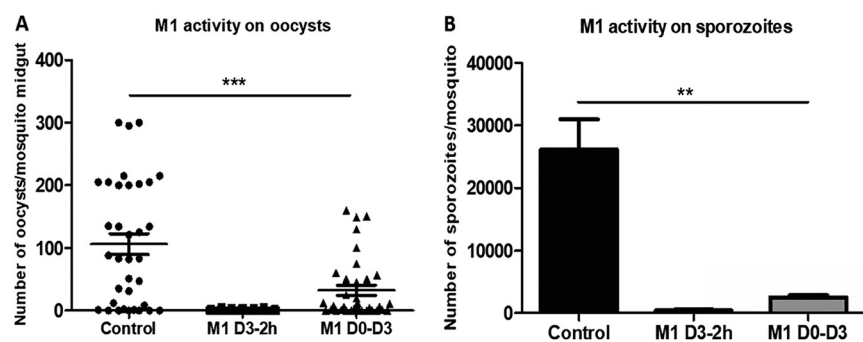 A
M1 activity on oocysts
Number of oocysts/mosquito midgut
400
300
200
100
0
***
Control
M1 D3-2h
M1 D0-D3
B
M1 activity on sporozoites
Number of sporozoites/mosquito
40000
30000
20000
10000
0
**
Control
M1 D3-2h
M1 D0-D3